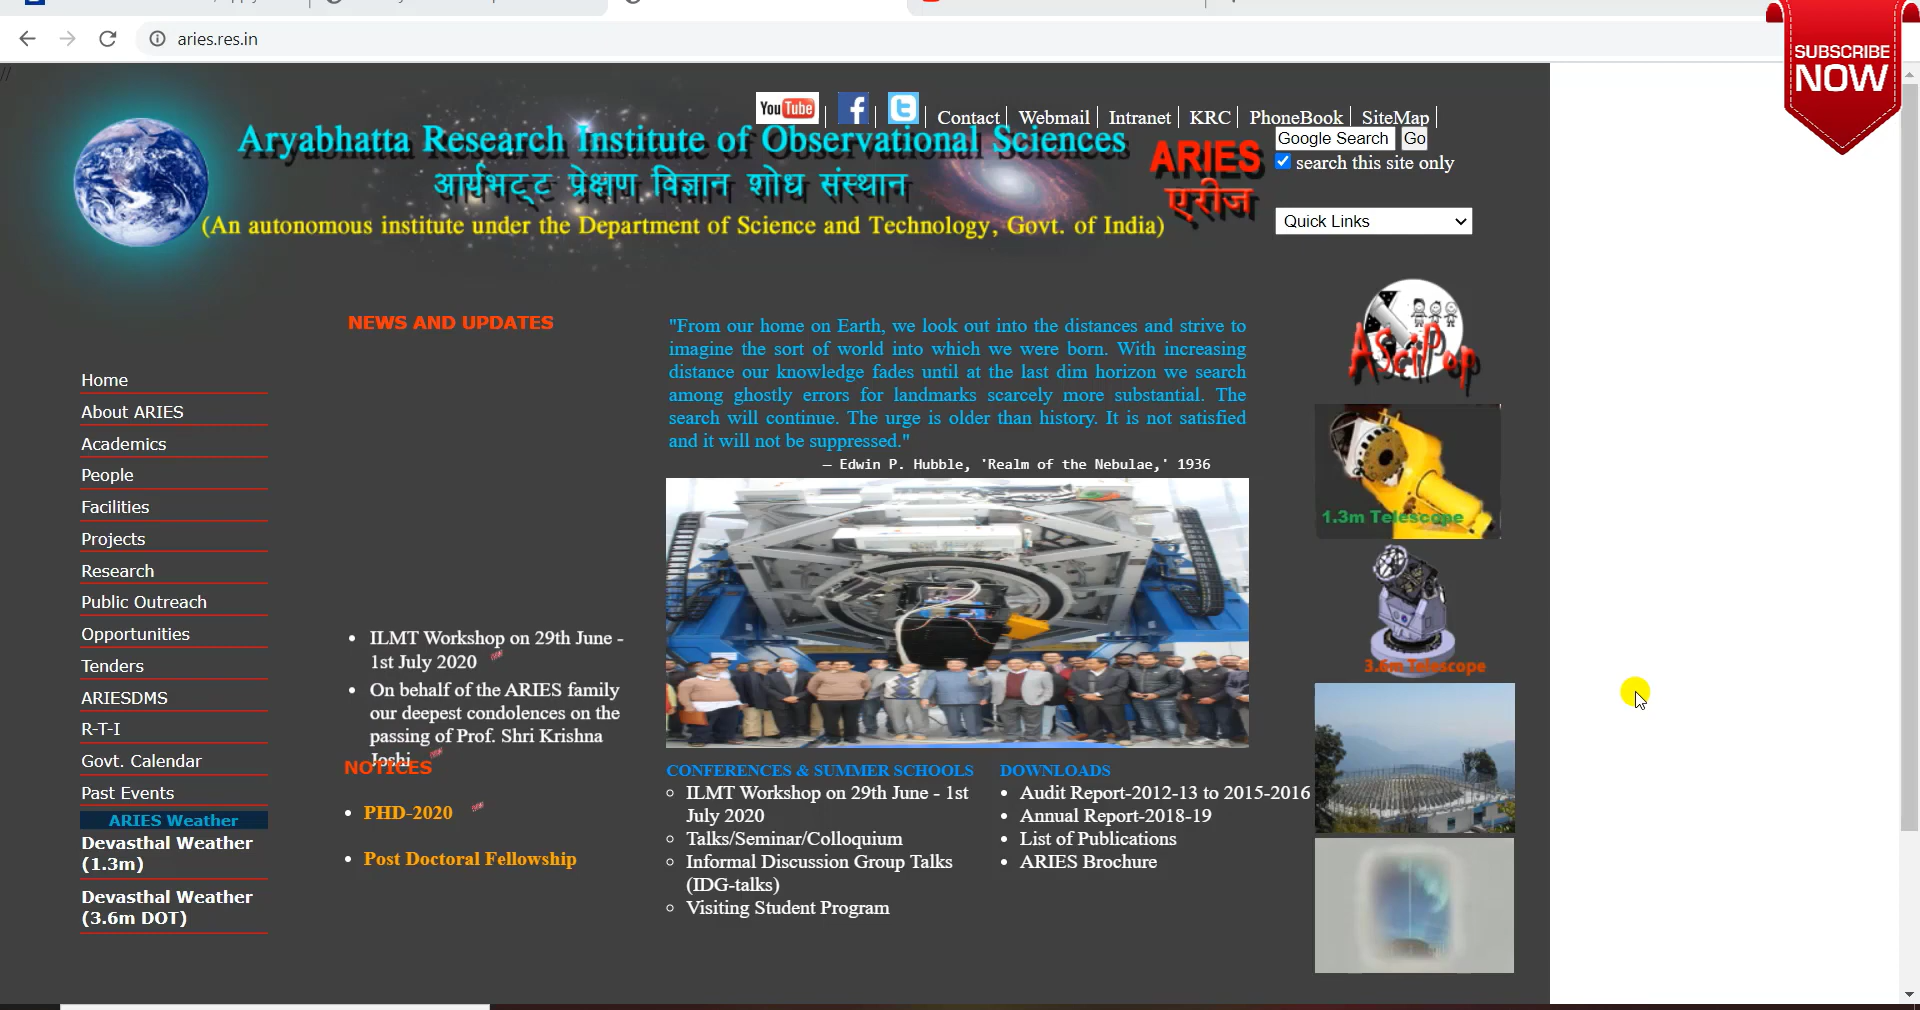 aries.res.in
SUBSCRIBE
NOW
//
You Tube
Contact | Webmail | Intranet | KRC | PhoneBook | SiteMap |
Aryabhatta Research Institute of Observational Sciences
आर्यभट्ट प्रेक्षण विज्ञान शोध संस्थान
(An autonomous institute under the Department of Science and Technology, Govt. of India)
ARIES
एरीज
Google Search Go
search this site only
Quick Links
Home
About ARIES
Academics
People
Facilities
Projects
Research
Public Outreach
Opportunities
Tenders
ARIESDMS
R-T-I
Govt. Calendar
Past Events
ARIES Weather
Devasthal Weather
(1.3m)
Devasthal Weather
(3.6m DOT)
NEWS AND UPDATES
ILMT Workshop on 29th June -
1st July 2020
On behalf of the ARIES family
our deepest condolences on the
passing of Prof. Shri Krishna
Joshi
NOTICES
PHD-2020
Post Doctoral Fellowship
"From our home on Earth, we look out into the distances and strive to
imagine the sort of world into which we were born. With increasing
distance our knowledge fades until at the last dim horizon we search
among ghostly errors for landmarks scarcely more substantial. The
search will continue. The urge is older than history. It is not satisfied
and it will not be suppressed."
— Edwin P. Hubble, 'Realm of the Nebulae,' 1936
CONFERENCES & SUMMER SCHOOLS
ILMT Workshop on 29th June - 1st
July 2020
Talks/Seminar/Colloquium
Informal Discussion Group Talks
(IDG-talks)
Visiting Student Program
DOWNLOADS
Audit Report-2012-13 to 2015-2016
Annual Report-2018-19
List of Publications
ARIES Brochure
ASciPop
1.3m Telescope
3.6m Telescope